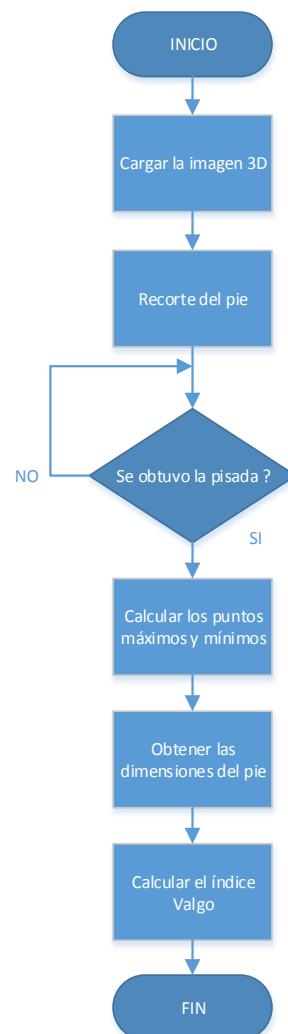 INICIO
Cargar la imagen 3D
Recorte del pie
Se obtuvo la pisada ?
NO
SI
Calcular los puntos
máximos y mínimos
Obtener las
dimensiones del pie
Calcular el índice
Valgo
FIN